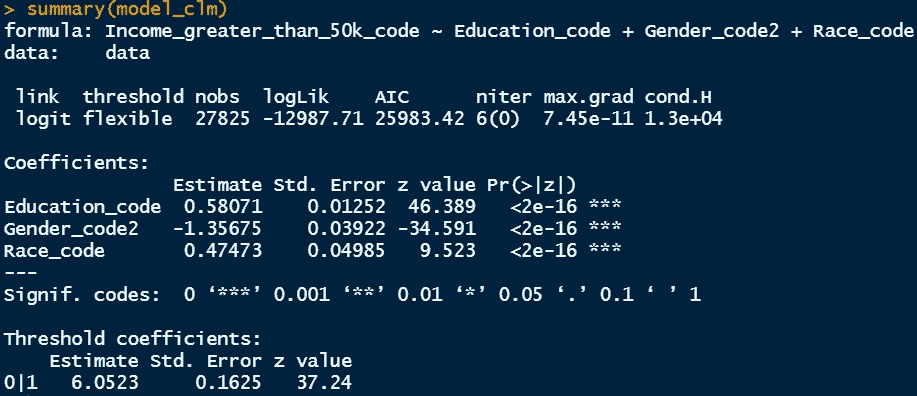 > summary(model_clm)
formula: Income_greater_than_50k_code ~ Education_code + Gender_code2 + Race_code
data:    data

 link  threshold nobs  logLik    AIC      niter max.grad cond.H
 logit flexible  27825 -12987.71 25983.42 6(0)  7.45e-11 1.3e+04

Coefficients:
               Estimate Std. Error z value Pr(>|z|)
Education_code  0.58071    0.01252  46.389   <2e-16 ***
Gender_code2   -1.35675    0.03922 -34.591   <2e-16 ***
Race_code       0.47473    0.04985   9.523   <2e-16 ***
---
Signif. codes:  0 ‘***’ 0.001 ‘**’ 0.01 ‘*’ 0.05 ‘.’ 0.1 ‘ ’ 1

Threshold coefficients:
    Estimate Std. Error z value
0|1   6.0523     0.1625   37.24